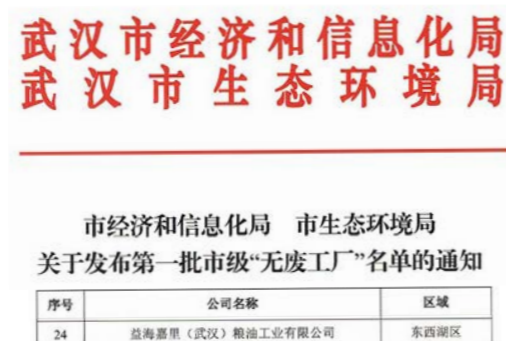 武汉市经济和信息化局
武汉市生态环境局
市经济和信息化局 市生态环境局
关于发布第一批市级“无废工厂”名单的通知
序号 公司名称 区域
24 益海嘉里（武汉）粮油工业有限公司 东西湖区